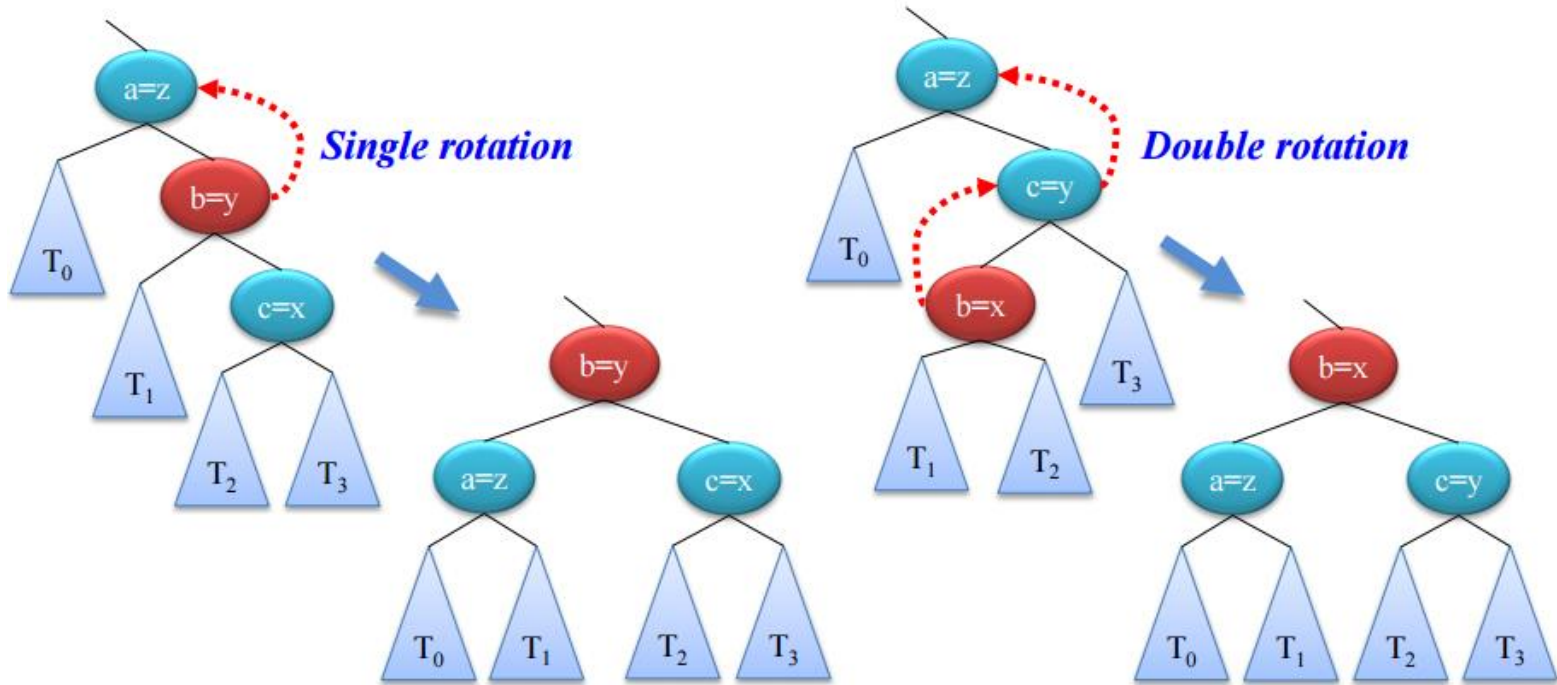 a=z
Single rotation
b=y
T0
c=x
T1
T2
T3
b=y
a=z
c=x
T0
T1
T2
T3
a=z
Double rotation
c=y
T0
b=x
T3
T1
T2
b=x
a=z
c=y
T0
T1
T2
T3